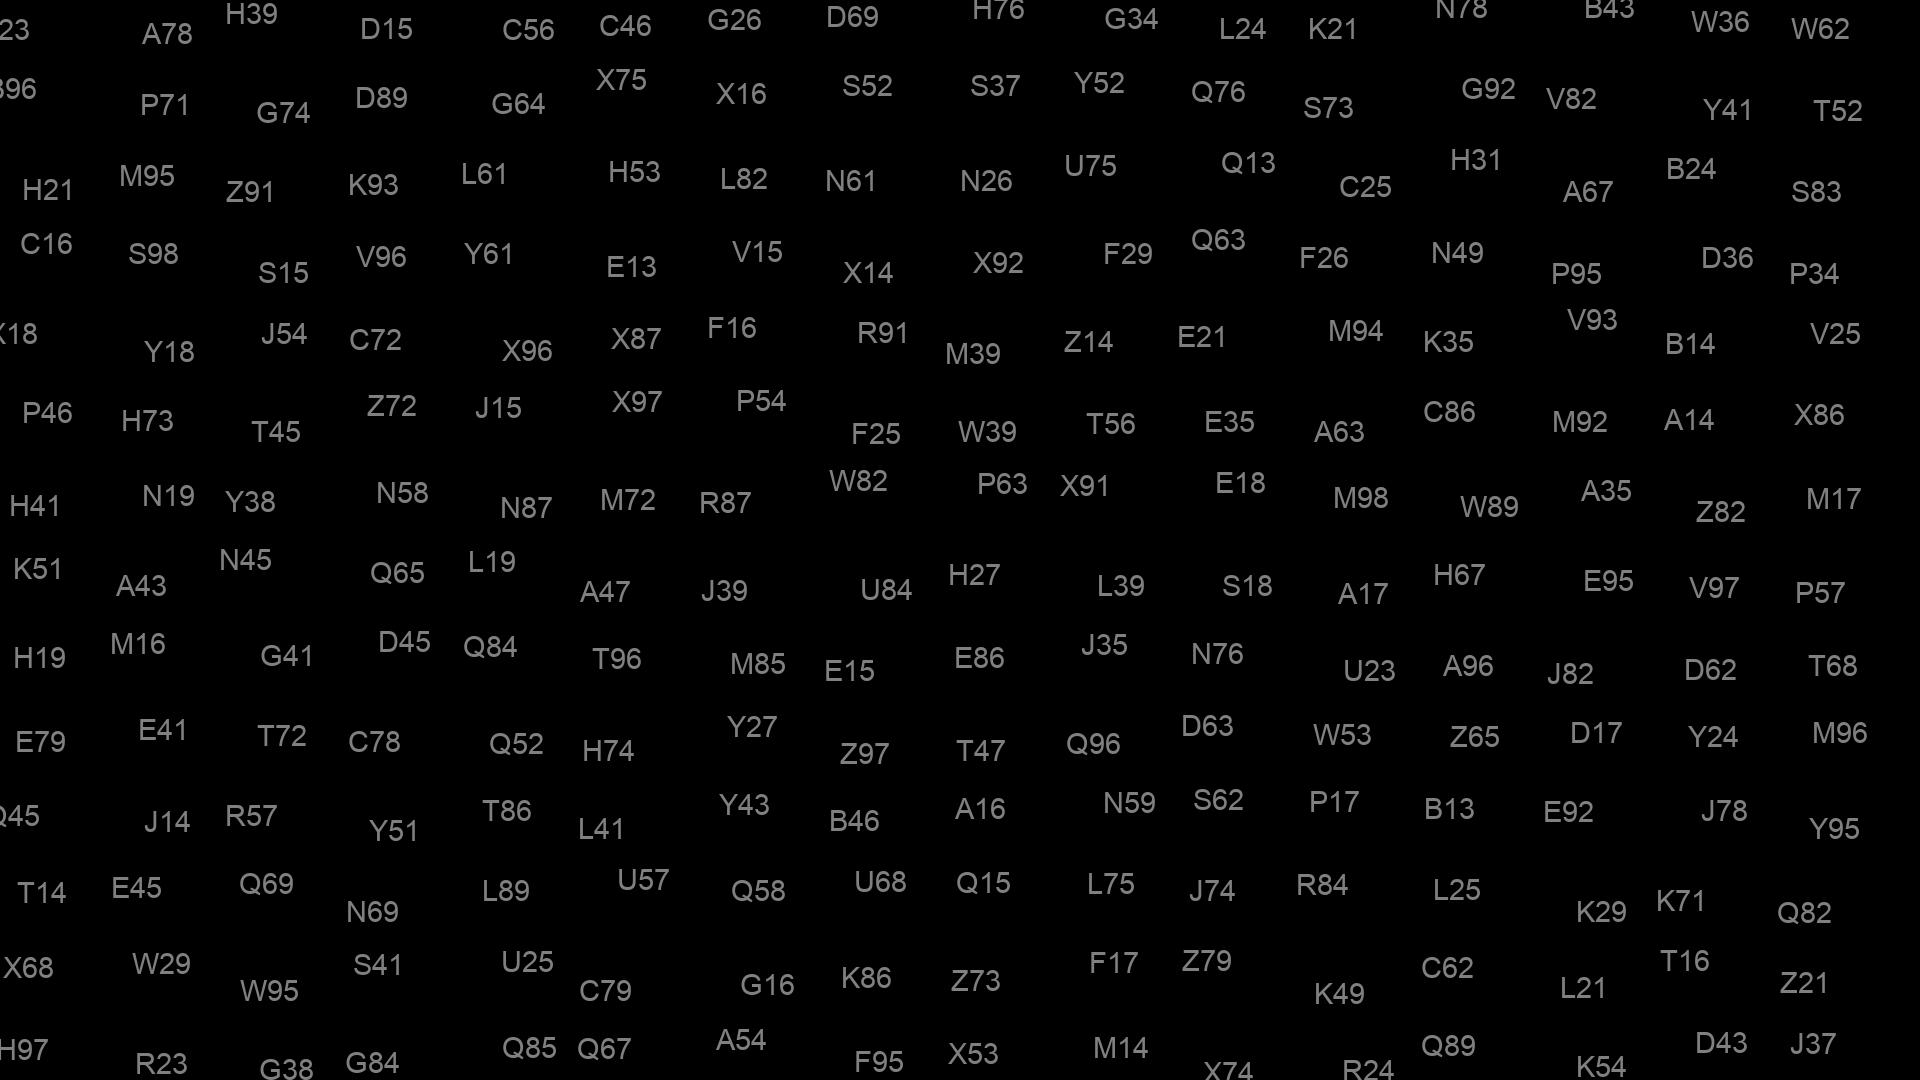 23 A78 H39 D15 C56 C46 G26 D69 H76 G34 L24 K21 N78 B43 W36 W62
96 P71 G74 D89 G64 X75 X16 S52 S37 Y52 Q76 S73 G92 V82 Y41 T52
H21 M95 Z91 K93 L61 H53 L82 N61 N26 U75 Q13 C25 H31 A67 B24 S83
C16 S98 S15 V96 Y61 E13 V15 X14 X92 F29 Q63 F26 N49 P95 D36 P34
X18 Y18 J54 C72 X96 X87 F16 R91 M39 Z14 E21 M94 K35 V93 B14 V25
P46 H73 T45 Z72 J15 X97 P54 F25 W39 T56 E35 A63 C86 M92 A14 X86
H41 N19 Y38 N58 N87 M72 R87 W82 P63 X91 E18 M98 W89 A35 Z82 M17
K51 A43 N45 Q65 L19 A47 J39 U84 H27 L39 S18 A17 H67 E95 V97 P57
H19 M16 G41 D45 Q84 T96 M85 E15 E86 J35 N76 U23 A96 J82 D62 T68
E79 E41 T72 C78 Q52 H74 Y27 Z97 T47 Q96 D63 W53 Z65 D17 Y24 M96
Q45 J14 R57 Y51 T86 L41 Y43 B46 A16 N59 S62 P17 B13 E92 J78 Y95
T14 E45 Q69 N69 L89 U57 Q58 U68 Q15 L75 J74 R84 L25 K29 K71 Q82
X68 W29 W95 S41 U25 C79 G16 K86 Z73 F17 Z79 K49 C62 L21 T16 Z21
H97 R23 G38 G84 Q85 Q67 A54 F95 X53 M14 X74 R24 Q89 K54 D43 J37